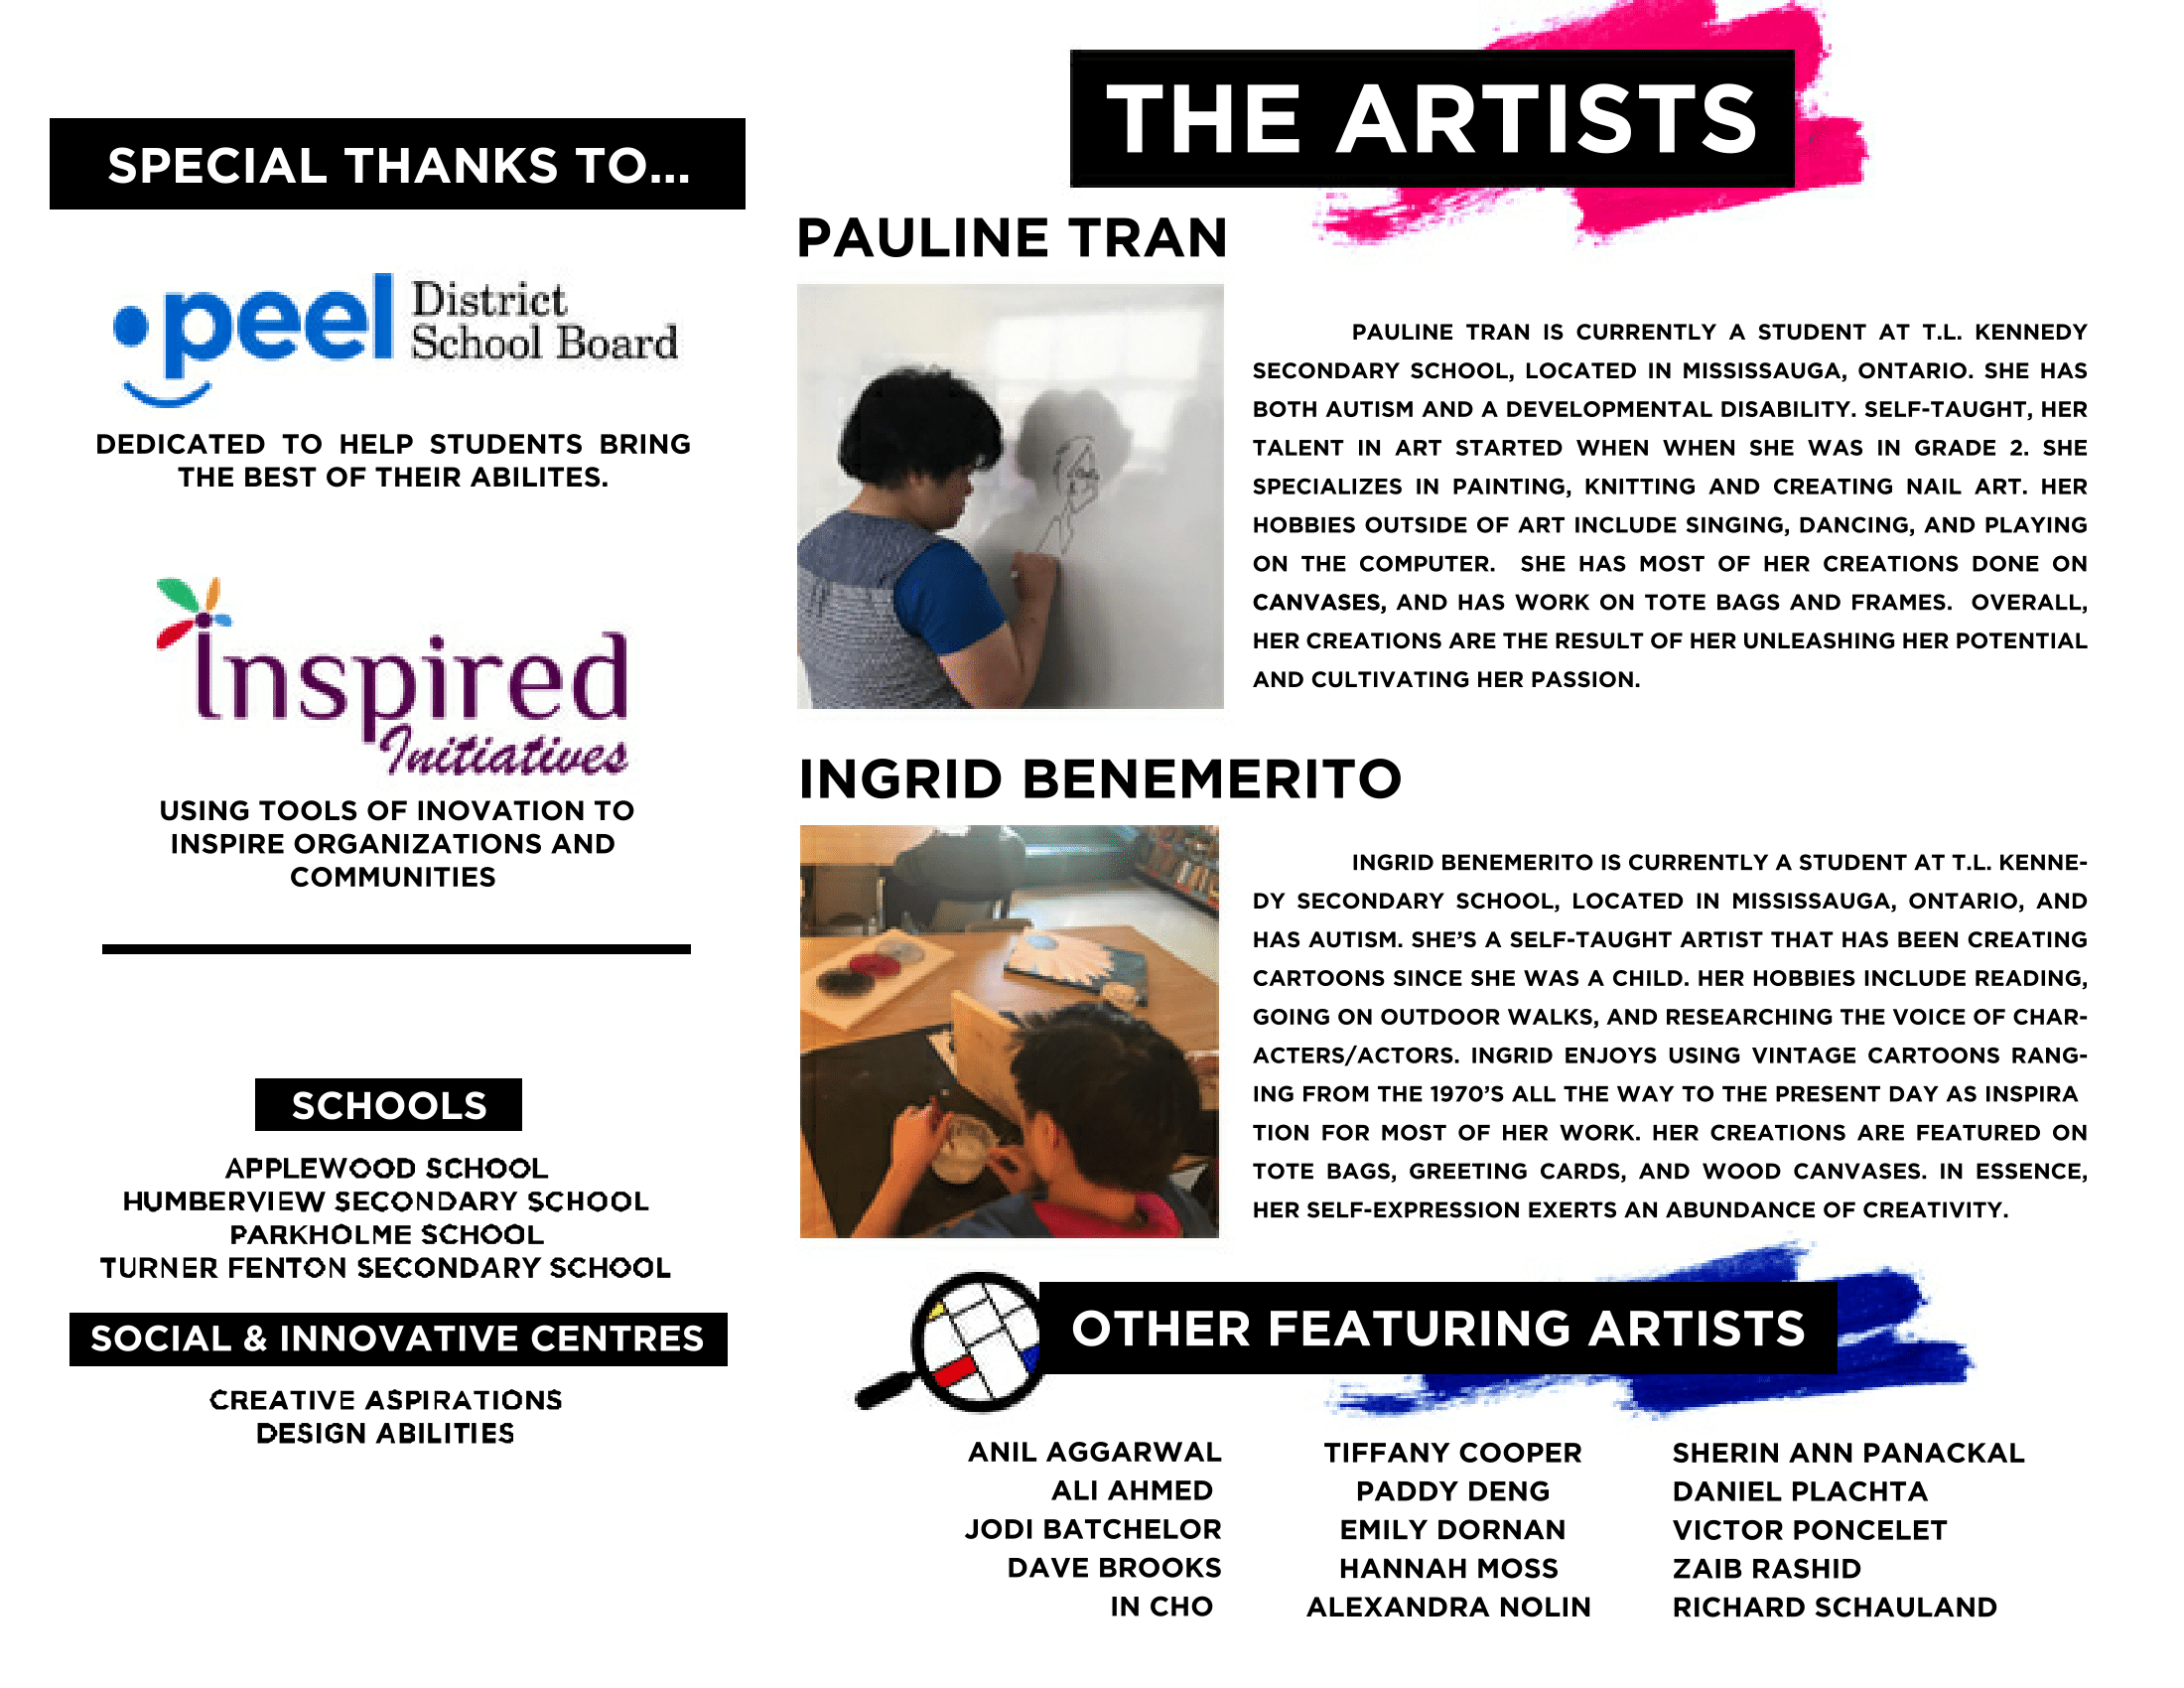 SPECIAL THANKS TO...
peel District
School Board
DEDICATED TO HELP STUDENTS BRING
THE BEST OF THEIR ABILITES.
inspired
Initiatives
USING TOOLS OF INOVATION TO
INSPIRE ORGANIZATIONS AND
COMMUNITIES
SCHOOLS
APPLEWOOD SCHOOL
HUMBERVIEW SECONDARY SCHOOL
PARKHOLME SCHOOL
TURNER FENTON SECONDARY SCHOOL
SOCIAL & INNOVATIVE CENTRES
CREATIVE ASPIRATIONS
DESIGN ABILITIES
THE ARTISTS
PAULINE TRAN
PAULINE TRAN IS CURRENTLY A STUDENT AT T.L. KENNEDY
SECONDARY SCHOOL, LOCATED IN MISSISSAUGA, ONTARIO. SHE HAS
BOTH AUTISM AND A DEVELOPMENTAL DISABILITY. SELF-TAUGHT, HER
TALENT IN ART STARTED WHEN WHEN SHE WAS IN GRADE 2. SHE
SPECIALIZES IN PAINTING, KNITTING AND CREATING NAIL ART. HER
HOBBIES OUTSIDE OF ART INCLUDE SINGING, DANCING, AND PLAYING
ON THE COMPUTER. SHE HAS MOST OF HER CREATIONS DONE ON
CANVASES, AND HAS WORK ON TOTE BAGS AND FRAMES. OVERALL,
HER CREATIONS ARE THE RESULT OF HER UNLEASHING HER POTENTIAL
AND CULTIVATING HER PASSION.
INGRID BENEMERITO
INGRID BENEMERITO IS CURRENTLY A STUDENT AT T.L. KENNE-
DY SECONDARY SCHOOL, LOCATED IN MISSISSAUGA, ONTARIO, AND
HAS AUTISM. SHE'S A SELF-TAUGHT ARTIST THAT HAS BEEN CREATING
CARTOONS SINCE SHE WAS A CHILD. HER HOBBIES INCLUDE READING,
GOING ON OUTDOOR WALKS, AND RESEARCHING THE VOICE OF CHAR-
ACTERS/ACTORS. INGRID ENJOYS USING VINTAGE CARTOONS RANG-
ING FROM THE 1970'S ALL THE WAY TO THE PRESENT DAY AS INSPIRA
TION FOR MOST OF HER WORK. HER CREATIONS ARE FEATURED ON
TOTE BAGS, GREETING CARDS, AND WOOD CANVASES. IN ESSENCE,
HER SELF-EXPRESSION EXERTS AN ABUNDANCE OF CREATIVITY.
OTHER FEATURING ARTISTS
ANIL AGGARWAL
ALI AHMED
JODI BATCHELOR
DAVE BROOKS
IN CHO
TIFFANY COOPER
PADDY DENG
EMILY DORNAN
HANNAH MOSS
ALEXANDRA NOLIN
SHERIN ANN PANACKAL
DANIEL PLACHTA
VICTOR PONCELET
ZAIB RASHID
RICHARD SCHAULAND